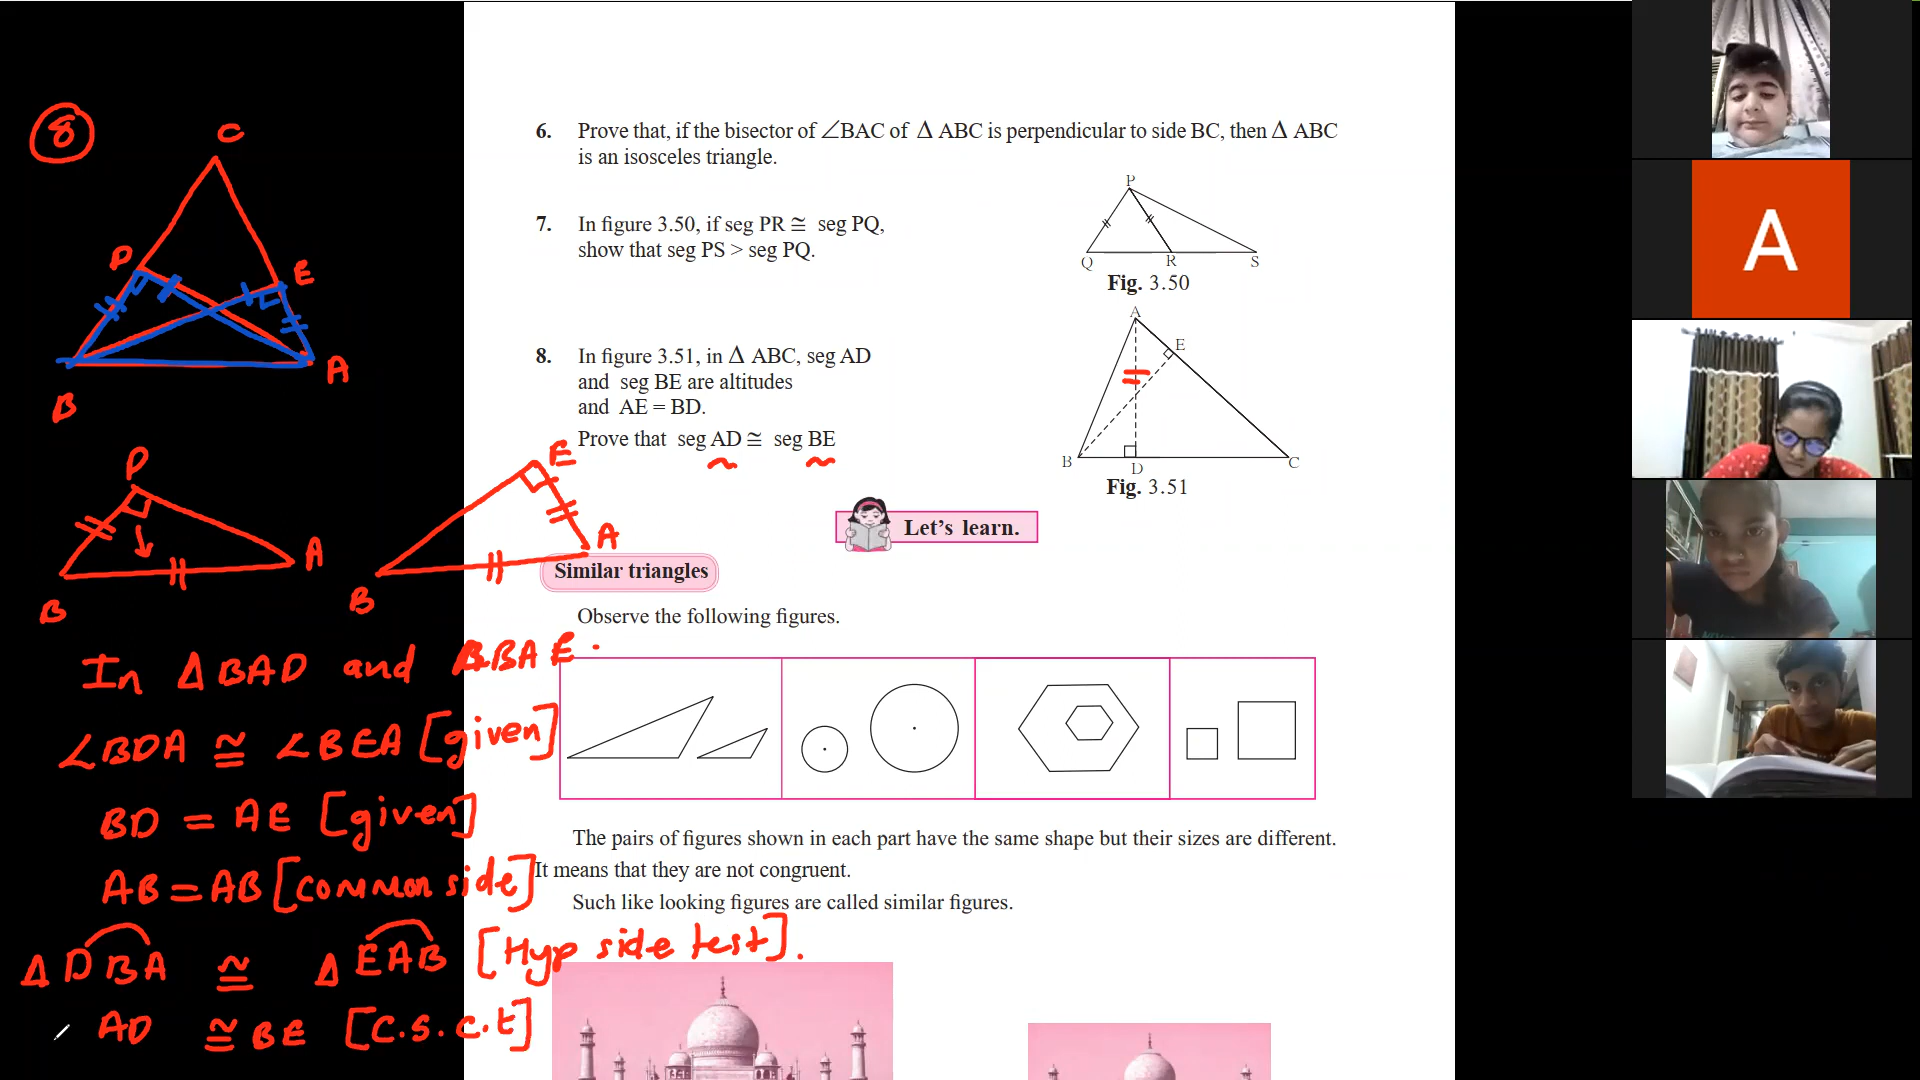 8
C
P
E
B
A
P
B
A
E
A
B
In Δ BAD and BAE.
∠BDA ≅ ∠BEA [given]
BD = AE [given]
AB = AB [common side]
Δ DBA ≅ Δ EAB [Hyp side test].
AD ≅ BE [C.S.C.t]
6. Prove that, if the bisector of ∠BAC of Δ ABC is perpendicular to side BC, then Δ ABC
is an isosceles triangle.
7. In figure 3.50, if seg PR ≅ seg PQ,
show that seg PS > seg PQ.
P
Q
R
S
Fig. 3.50
8. In figure 3.51, in Δ ABC, seg AD
and seg BE are altitudes
and AE = BD.
Prove that seg AD ≅ seg BE
A
E
B
D
C
Fig. 3.51
Let's learn.
Similar triangles
Observe the following figures.
The pairs of figures shown in each part have the same shape but their sizes are different.
It means that they are not congruent.
Such like looking figures are called similar figures.
A